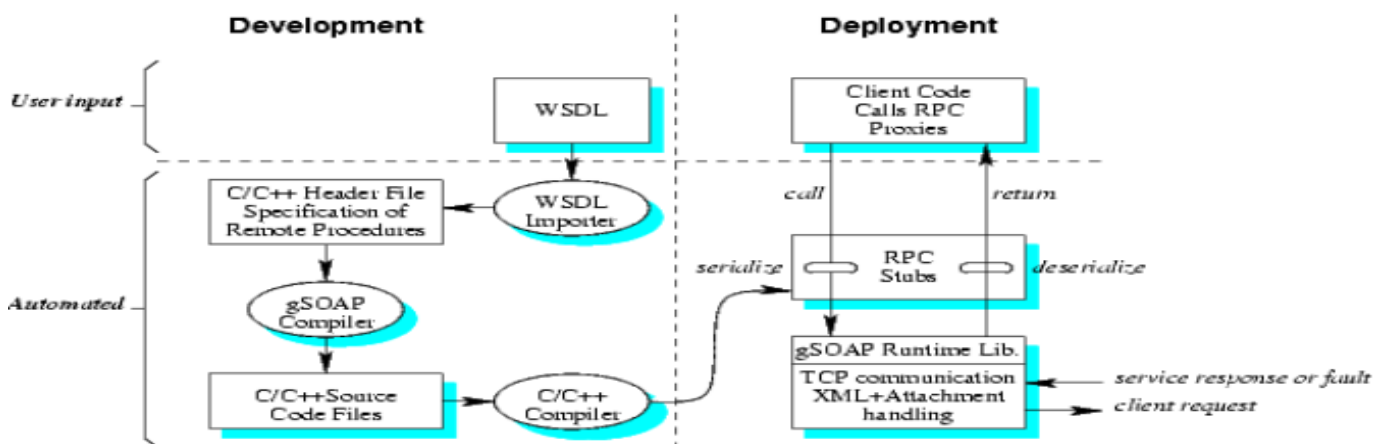 Development
Deployment
User input
WSDL
Client Code
Calls RPC
Proxies
C/C++ Header File
Specification of
Remote Procedures
WSDL
Importer
call
return
Automated
gSOAP
Compiler
serialize
RPC
Stubs
deserialize
C/C++Source
Code Files
C/C++
Compiler
gSOAP Runtime Lib.
TCP communication
XML+Attachment
handling
service response or fault
client request